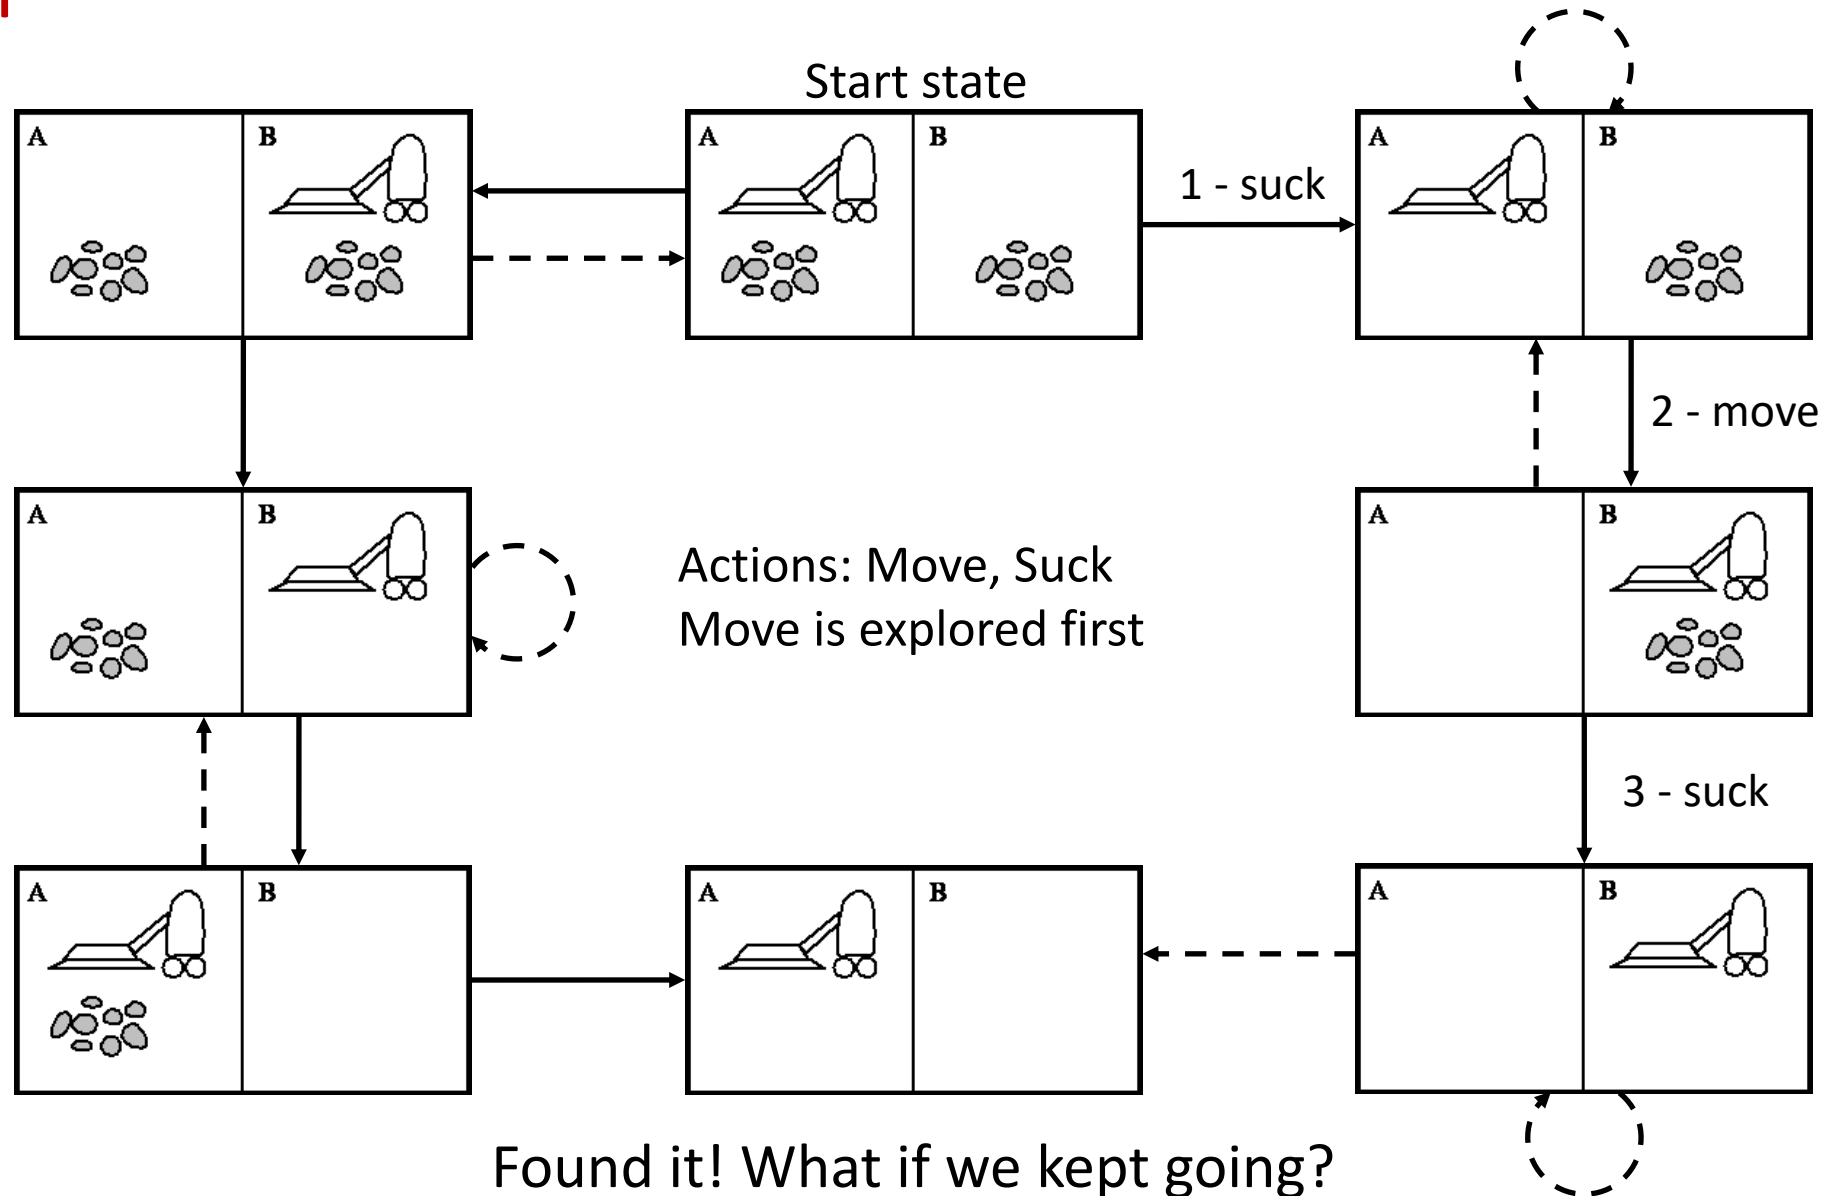 Start state
A B
A B
1 - suck
A B
2 - move
A B
Actions: Move, Suck
Move is explored first
A B
3 - suck
A B
A B
A B
Found it! What if we kept going?